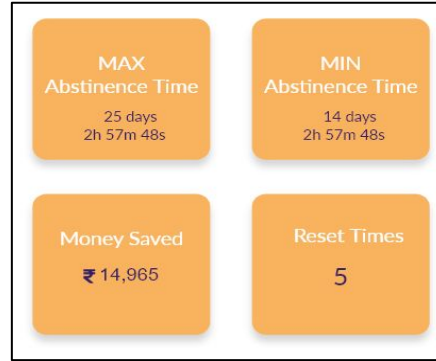 MAX
Abstinence Time
25 days
2h 57m 48s
MIN
Abstinence Time
14 days
2h 57m 48s
Money Saved
₹ 14,965
Reset Times
5